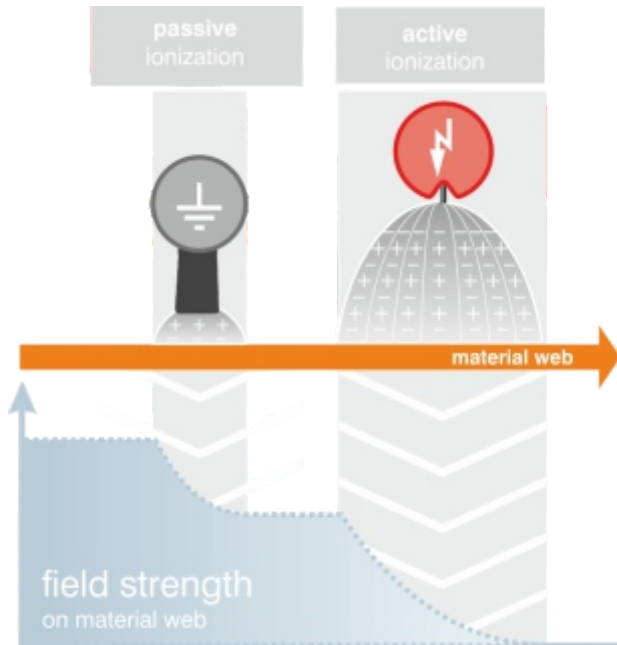 passive
ionization
active
ionization
material web
field strength
on material web